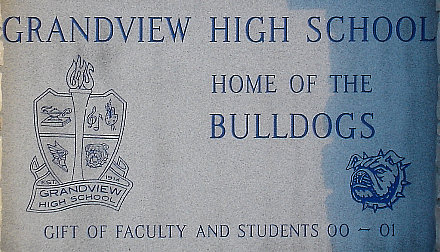 GRANDVIEW HIGH SCHOOL
HOME OF THE
BULLDOGS
GRANDVIEW
HIGH SCHOOL
GIFT OF FACULTY AND STUDENTS 00 - 01